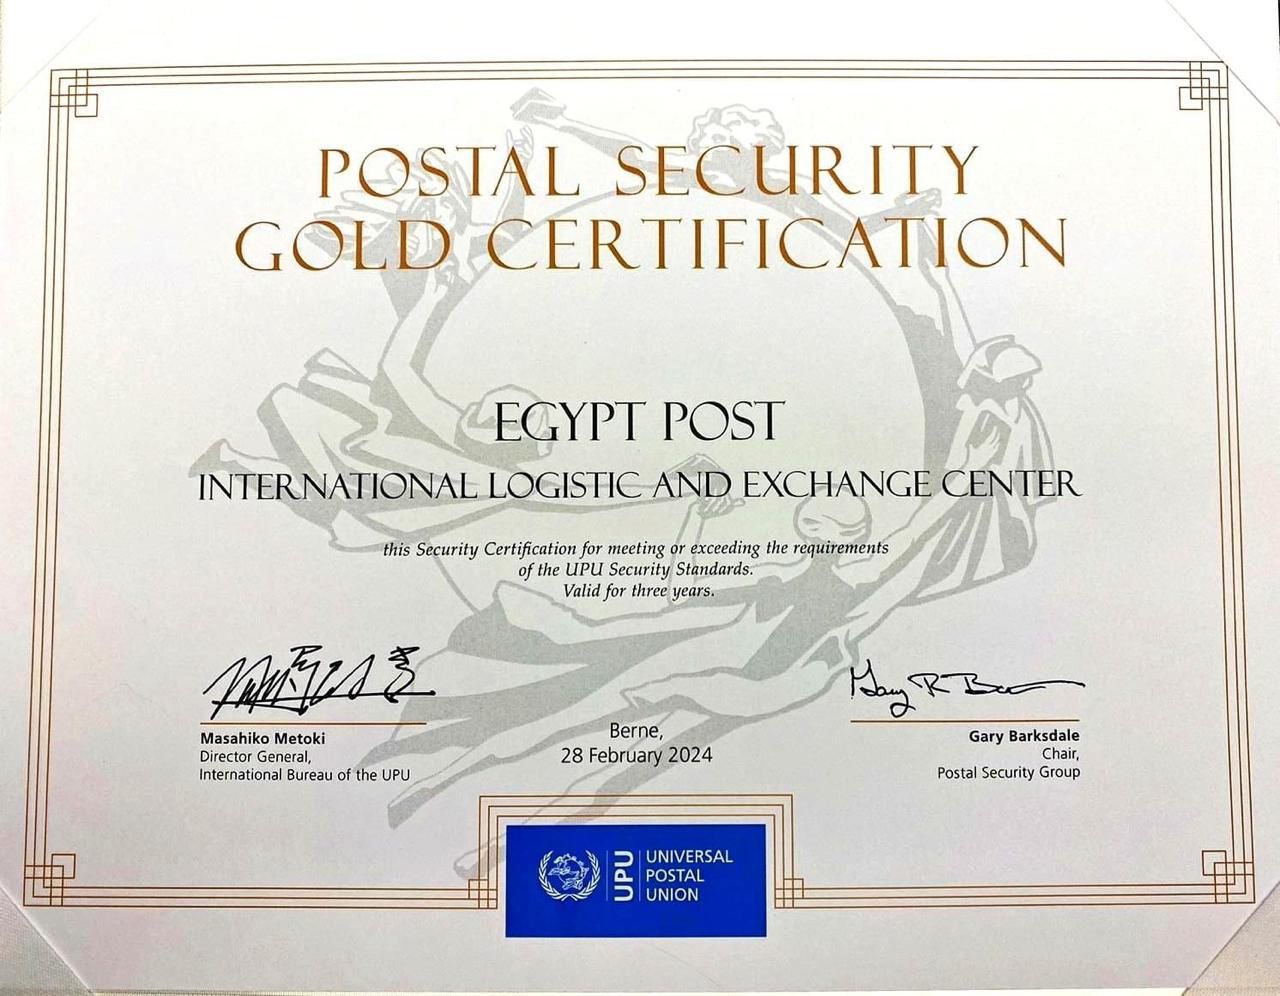 POSTAL SECURITY
GOLD CERTIFICATION
EGYPT POST
INTERNATIONAL LOGISTIC AND EXCHANGE CENTER
this Security Certification for meeting or exceeding the requirements
of the UPU Security Standards.
Valid for three years.
Masahiko Metoki
Director General,
International Bureau of the UPU
Berne,
28 February 2024
Gary R Ba
Gary Barksdale
Chair,
Postal Security Group
UPU
UNIVERSAL
POSTAL
UNION